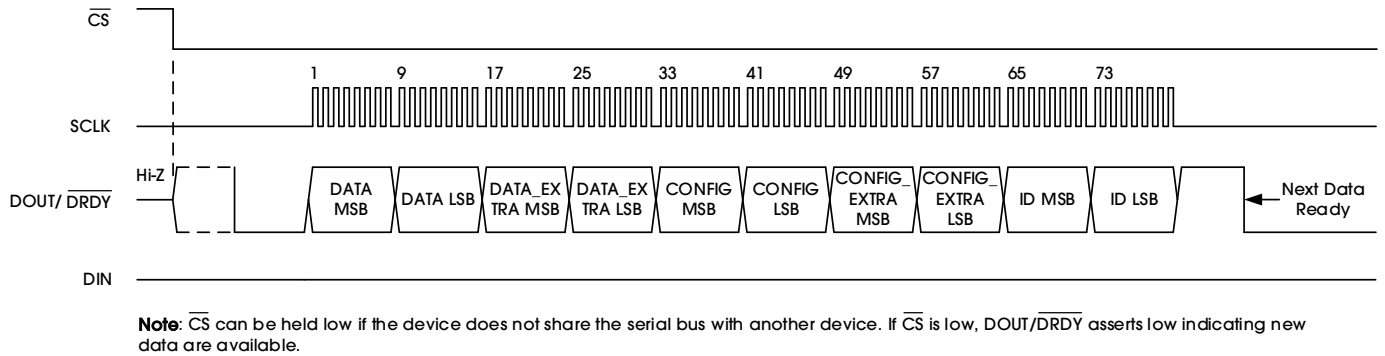 CS
1 9 17 25 33 41 49 57 65 73
SCLK
Hi-Z
DOUT/ DRDY
DATA
MSB
DATA LSB
DATA_EX
TRA MSB
DATA_EX
TRA LSB
CONFIG
MSB
CONFIG
LSB
CONFIG_
EXTRA
MSB
CONFIG_
EXTRA
LSB
ID MSB
ID LSB
Next Data
Ready
DIN
Note: CS can be held low if the device does not share the serial bus with another device. If CS is low, DOUT/DRDY asserts low indicating new
data are available.